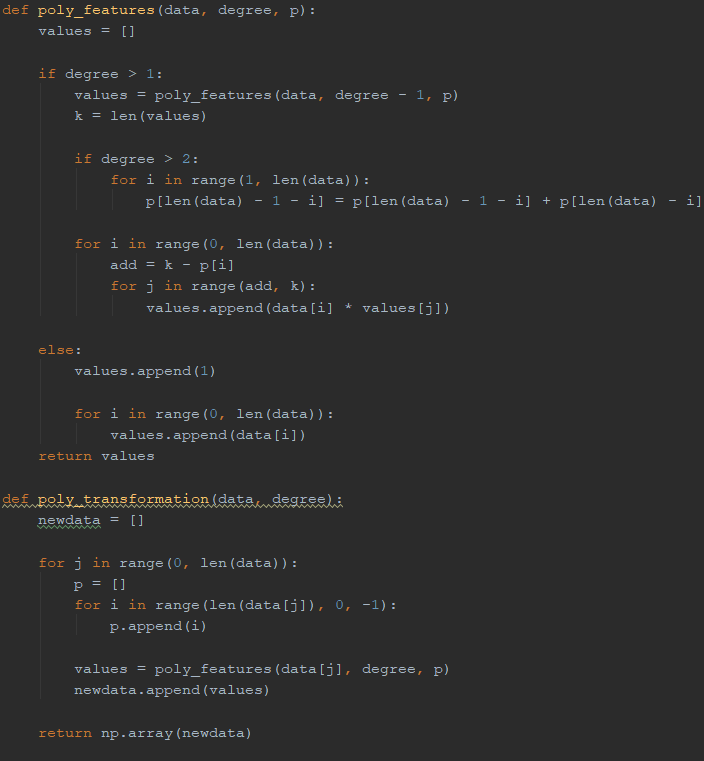 def poly_features(data, degree, p):
    values = []

    if degree > 1:
        values = poly_features(data, degree - 1, p)
        k = len(values)

        if degree > 2:
            for i in range(1, len(data)):
                p[len(data) - 1 - i] = p[len(data) - 1 - i] + p[len(data) - i]

        for i in range(0, len(data)):
            add = k - p[i]
            for j in range(add, k):
                values.append(data[i] * values[j])

    else:
        values.append(1)

        for i in range(0, len(data)):
            values.append(data[i])
    return values

def poly_transformation(data, degree):
    newdata = []

    for j in range(0, len(data)):
        p = []
        for i in range(len(data[j]), 0, -1):
            p.append(i)

        values = poly_features(data[j], degree, p)
        newdata.append(values)

    return np.array(newdata)